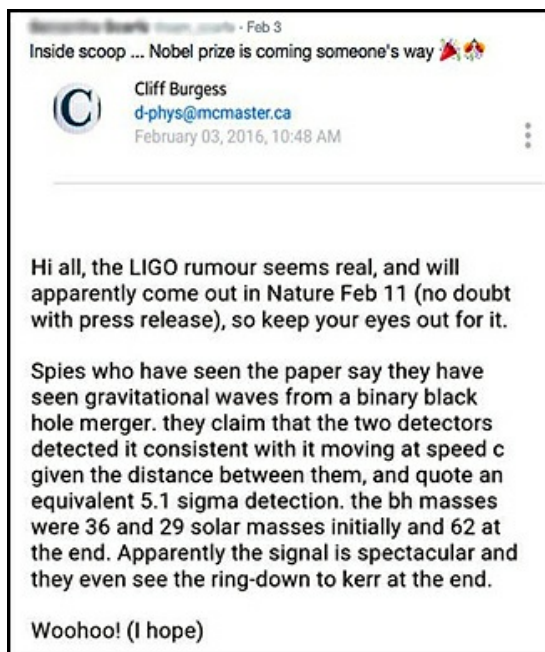 · Feb 3
Inside scoop ... Nobel prize is coming someone's way 🎉🎊
C
Cliff Burgess
d-phys@mcmaster.ca
February 03, 2016, 10:48 AM
Hi all, the LIGO rumour seems real, and will
apparently come out in Nature Feb 11 (no doubt
with press release), so keep your eyes out for it.
Spies who have seen the paper say they have
seen gravitational waves from a binary black
hole merger. they claim that the two detectors
detected it consistent with it moving at speed c
given the distance between them, and quote an
equivalent 5.1 sigma detection. the bh masses
were 36 and 29 solar masses initially and 62 at
the end. Apparently the signal is spectacular and
they even see the ring-down to kerr at the end.
Woohoo! (I hope)